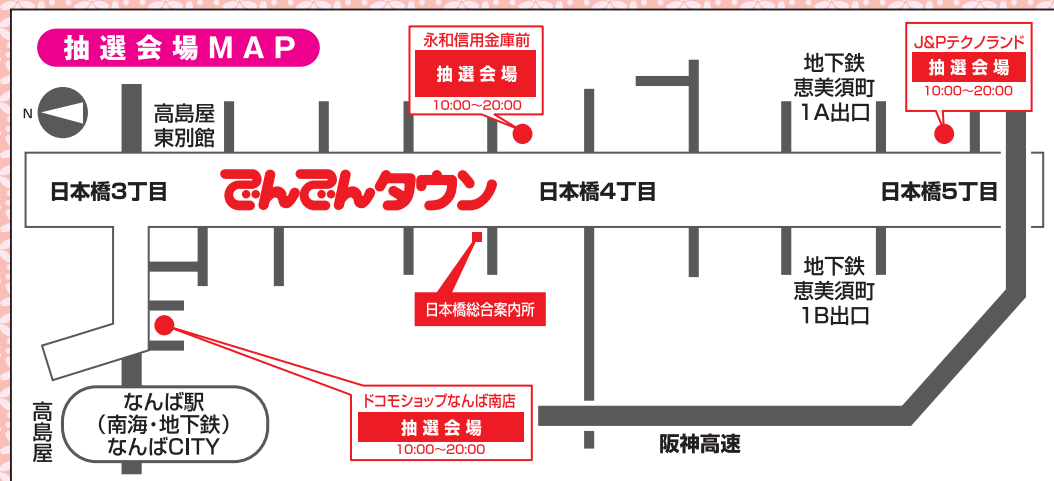 抽選会場MAP
永和信用金庫前
抽選会場
10:00~20:00
J&Pテクノランド
抽選会場
10:00~20:00
地下鉄
恵美須町
1A出口
N
高島屋
東別館
日本橋3丁目
でんでんタウン
日本橋4丁目
日本橋5丁目
日本橋総合案内所
地下鉄
恵美須町
1B出口
ドコモショップなんば南店
抽選会場
10:00~20:00
高島屋
なんば駅
(南海・地下鉄)
なんばCITY
阪神高速